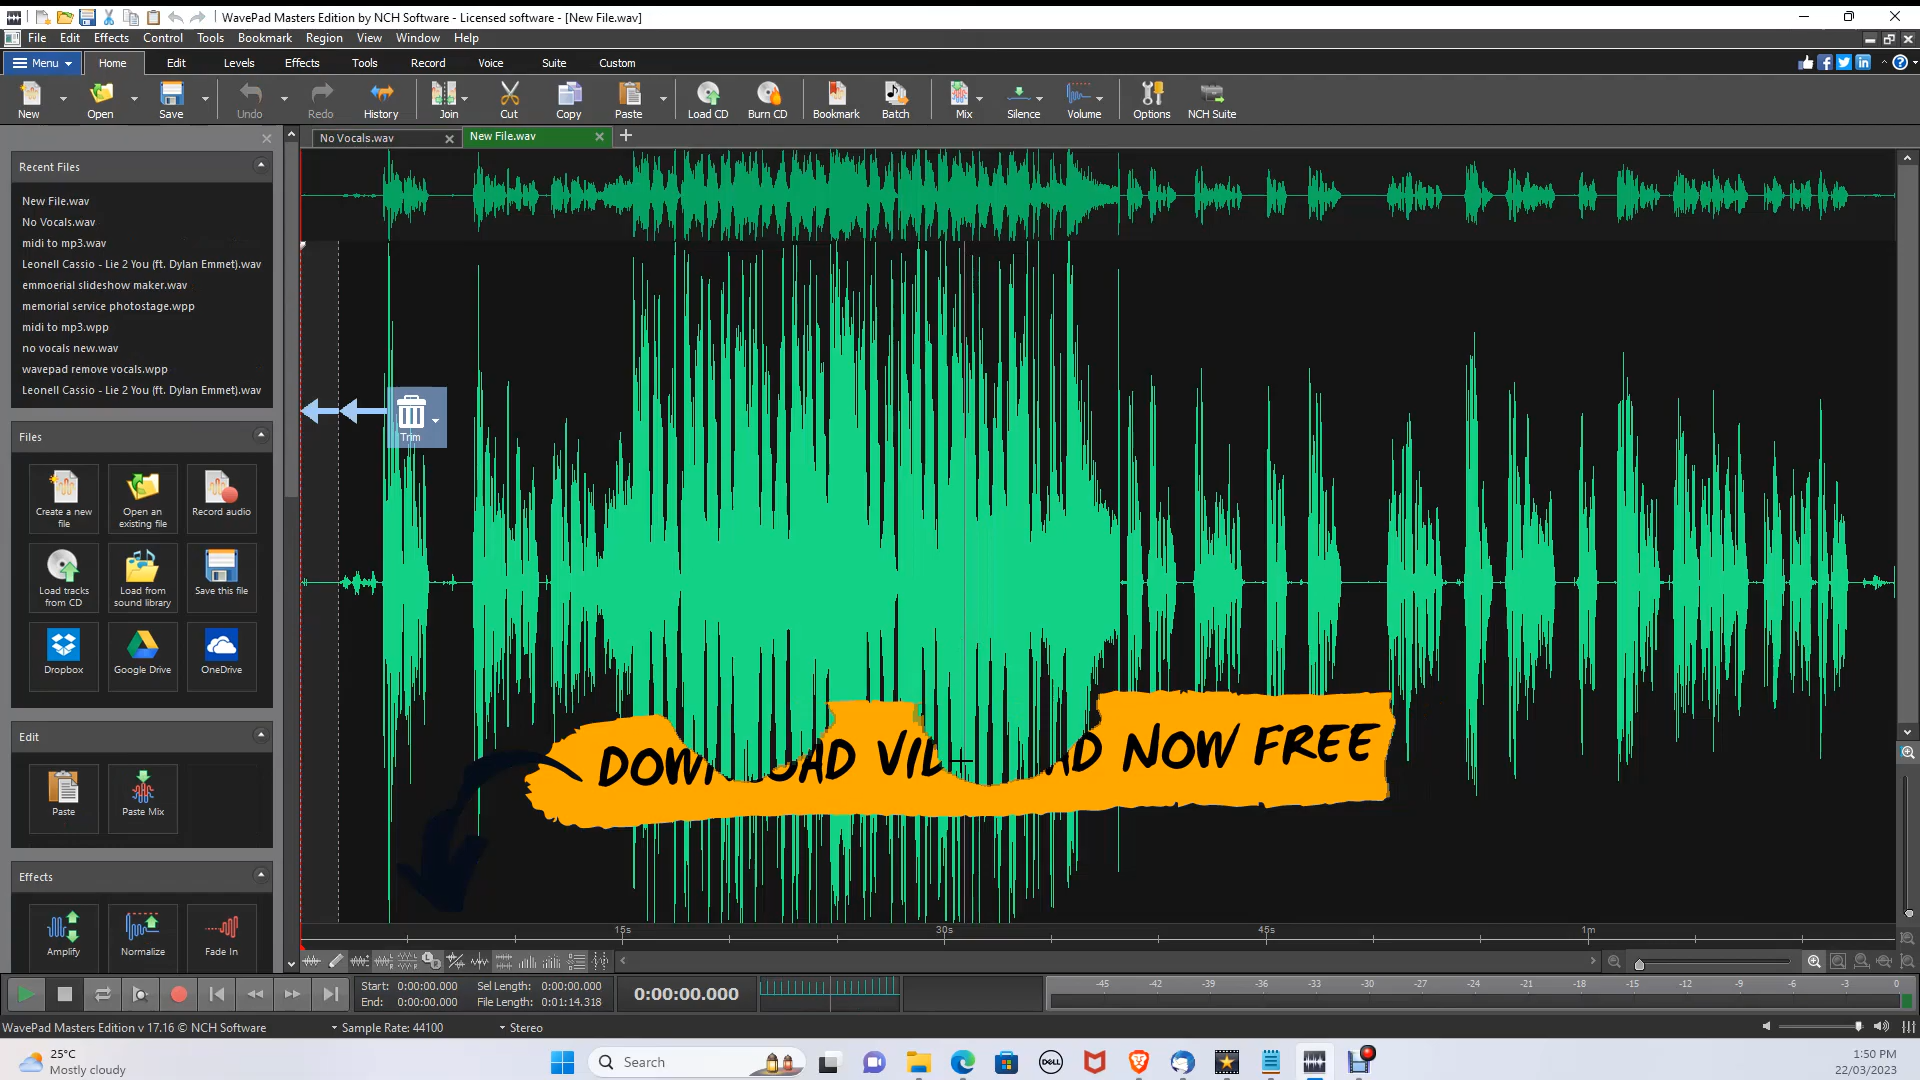 WavePad Masters Edition by NCH Software - Licensed software - [New File.wav]
File Edit Effects Control Tools Bookmark Region View Window Help
Menu Home Edit Levels Effects Tools Record Voice Suite Custom
New Open Save Undo Redo History Join Cut Copy Paste Load CD Burn CD Bookmark Batch Mix Silence Volume Options NCH Suite
No Vocals.wav New File.wav
Recent Files
New File.wav
No Vocals.wav
midi to mp3.wav
Leonell Cassio - Lie 2 You (ft. Dylan Emmet).wav
emmoerial slideshow maker.wav
memorial service photostage.wpp
midi to mp3.wpp
no vocals new.wav
wavepad remove vocals.wpp
Leonell Cassio - Lie 2 You (ft. Dylan Emmet).wav
Trim
Files
Create a new file
Open an existing file
Record audio
Load tracks from CD
Load from sound library
Save this file
Dropbox
Google Drive
OneDrive
Edit
Paste
Paste Mix
Effects
Amplify
Normalize
Fade In
NOW FREE
15s 30s 45s 1m
Start: 0:00:00.000 Sel Length: 0:00:00.000
End: 0:00:00.000 File Length: 0:01:14.318
0:00:00.000
-45 -42 -39 -36 -33 -30 -27 -24 -21 -18 -15 -12 -9 -6 -3 0
WavePad Masters Edition v 17.16 © NCH Software Sample Rate: 44100 Stereo
25°C
Mostly cloudy
Search
DELL
1:50 PM
22/03/2023